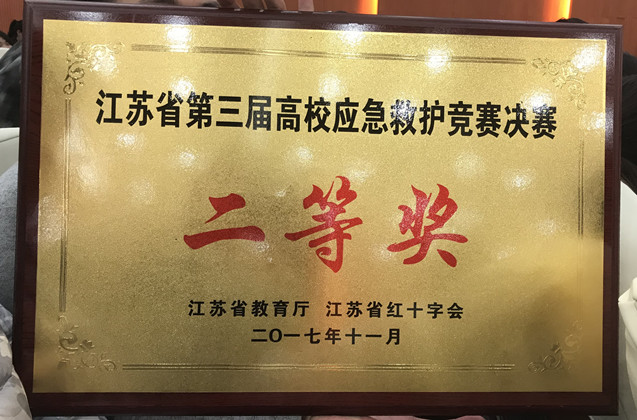 江苏省第三届高校应急救护竞赛决赛
二等奖
江苏省教育厅 江苏省红十字会
二〇一七年十一月